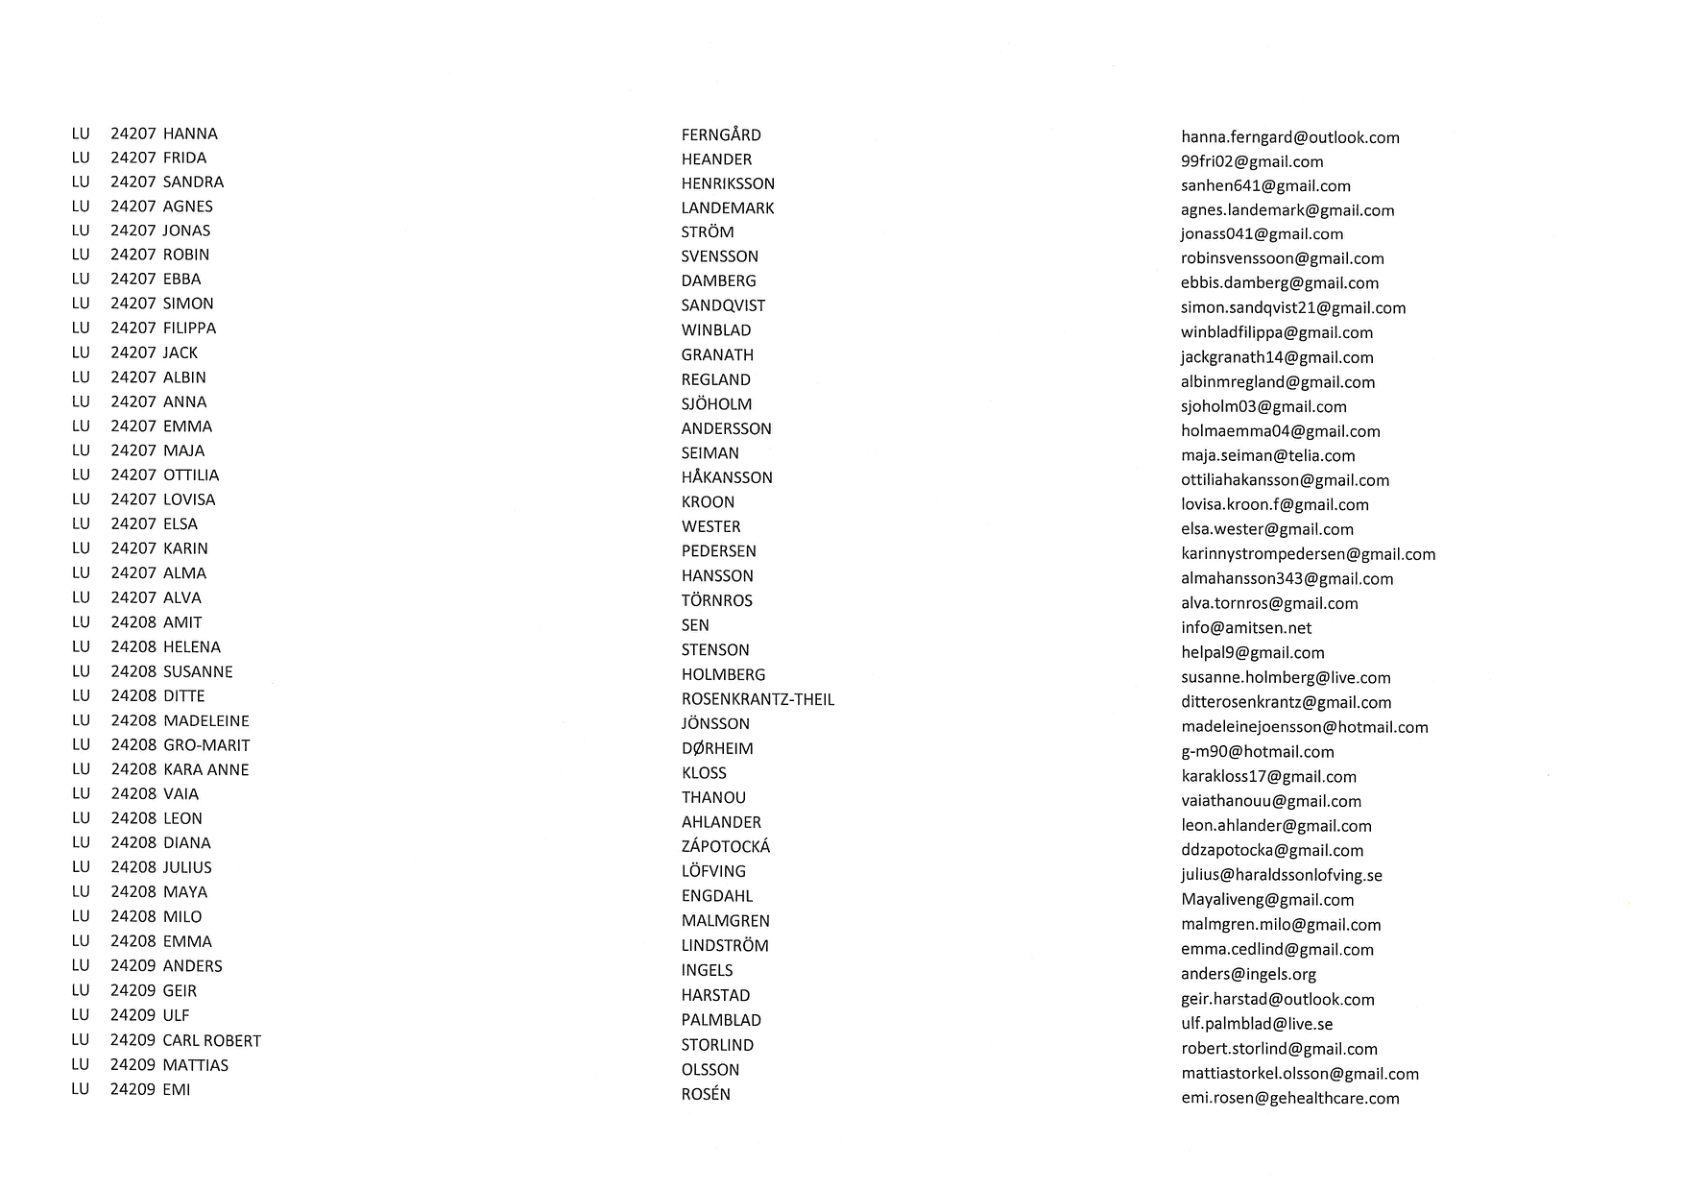 LU 24207 HANNA FERNGÅRD hanna.ferngard@outlook.com
LU 24207 FRIDA HEANDER 99fri02@gmail.com
LU 24207 SANDRA HENRIKSSON sanhen641@gmail.com
LU 24207 AGNES LANDEMARK agnes.landemark@gmail.com
LU 24207 JONAS STRÖM jonass041@gmail.com
LU 24207 ROBIN SVENSSON robinsvenssoon@gmail.com
LU 24207 EBBA DAMBERG ebbis.damberg@gmail.com
LU 24207 SIMON SANDQVIST simon.sandqvist21@gmail.com
LU 24207 FILIPPA WINBLAD winbladfilippa@gmail.com
LU 24207 JACK GRANATH jackgranath14@gmail.com
LU 24207 ALBIN REGLAND albinmregland@gmail.com
LU 24207 ANNA SJÖHOLM sjoholm03@gmail.com
LU 24207 EMMA ANDERSSON holmaemma04@gmail.com
LU 24207 MAJA SEIMAN maja.seiman@telia.com
LU 24207 OTTILIA HÅKANSSON ottiliahakansson@gmail.com
LU 24207 LOVISA KROON lovisa.kroon.f@gmail.com
LU 24207 ELSA WESTER elsa.wester@gmail.com
LU 24207 KARIN PEDERSEN karinnystrompedersen@gmail.com
LU 24207 ALMA HANSSON almahansson343@gmail.com
LU 24207 ALVA TÖRNROS alva.tornros@gmail.com
LU 24208 AMIT SEN info@amitsen.net
LU 24208 HELENA STENSON helpal9@gmail.com
LU 24208 SUSANNE HOLMBERG susanne.holmberg@live.com
LU 24208 DITTE ROSENKRANTZ-THEIL ditterosenkrantz@gmail.com
LU 24208 MADELEINE JÖNSSON madeleinejoensson@hotmail.com
LU 24208 GRO-MARIT DØRHEIM g-m90@hotmail.com
LU 24208 KARA ANNE KLOSS karakloss17@gmail.com
LU 24208 VAIA THANOU vaiathanouu@gmail.com
LU 24208 LEON AHLANDER leon.ahlander@gmail.com
LU 24208 DIANA ZÁPOTOCKÁ ddzapotocka@gmail.com
LU 24208 JULIUS LÖFVING julius@haraldssonlofving.se
LU 24208 MAYA ENGDAHL Mayaliveng@gmail.com
LU 24208 MILO MALMGREN malmgren.milo@gmail.com
LU 24208 EMMA LINDSTRÖM emma.cedlind@gmail.com
LU 24209 ANDERS INGELS anders@ingels.org
LU 24209 GEIR HARSTAD geir.harstad@outlook.com
LU 24209 ULF PALMBLAD ulf.palmblad@live.se
LU 24209 CARL ROBERT STORLIND robert.storlind@gmail.com
LU 24209 MATTIAS OLSSON mattiastorkel.olsson@gmail.com
LU 24209 EMI ROSÉN emi.rosen@gehealthcare.com